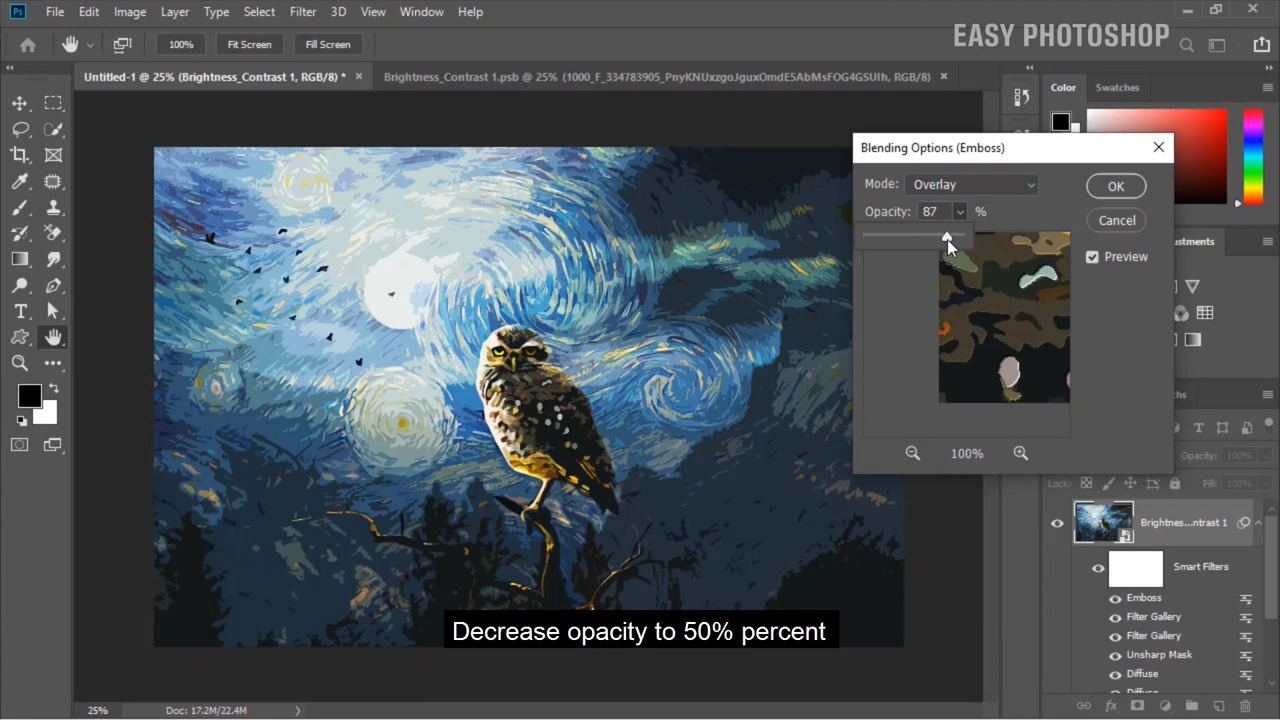 Ps File Edit Image Layer Type Select Filter 3D View Window Help
EASY PHOTOSHOP
100% Fit Screen Fill Screen
Untitled-1 @ 25% (Brightness_Contrast 1, RGB/8) * Brightness_Contrast 1.psb @ 25% (1000_F_334783905_PnyKNUxzgoJguxOmdE5AbMsFOG4GSUIh, RGB/8)
Color Swatches
Blending Options (Emboss)
Mode: Overlay
OK
Opacity: 87 %
Cancel
Preview
justments
100%
ths
Opacity: 100%
Lock: Fill: 100%
Brightnes...ntrast 1
Smart Filters
Emboss
Filter Gallery
Filter Gallery
Unsharp Mask
Diffuse
Decrease opacity to 50% percent
25% Doc: 17.2M/22.4M